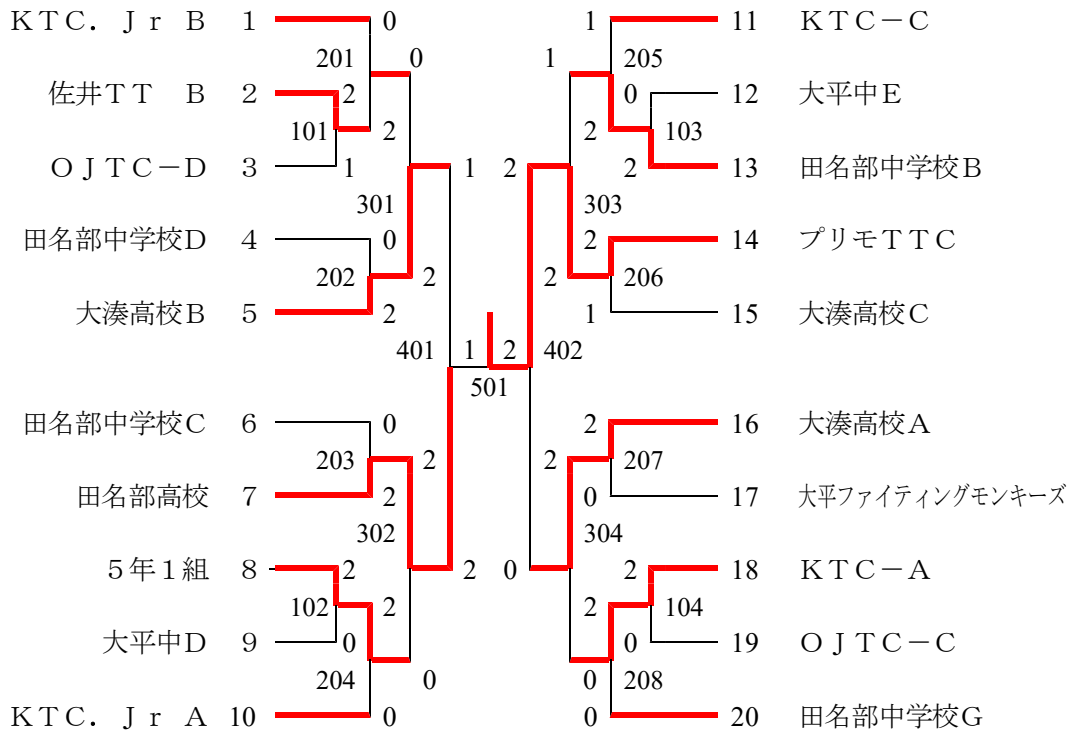 KTC．Jr B 1 0 1 11 KTC－C
201 0 1 205
佐井TT B 2 2 0 12 大平中E
101 2 2 103
OJTC－D 3 1 1 2 2 13 田名部中学校B
301 303
田名部中学校D 4 0 2 14 プリモTTC
202 2 2 206
大湊高校B 5 2 1 15 大湊高校C
401 1 2 402
501
田名部中学校C 6 0 2 16 大湊高校A
203 2 2 207
田名部高校 7 2 0 17 大平ファイティングモンキーズ
302 304
5年1組 8 2 2 0 2 18 KTC－A
102 2 2 104
大平中D 9 0 0 19 OJTC－C
204 0 0 208
KTC．Jr A 10 0 0 20 田名部中学校G